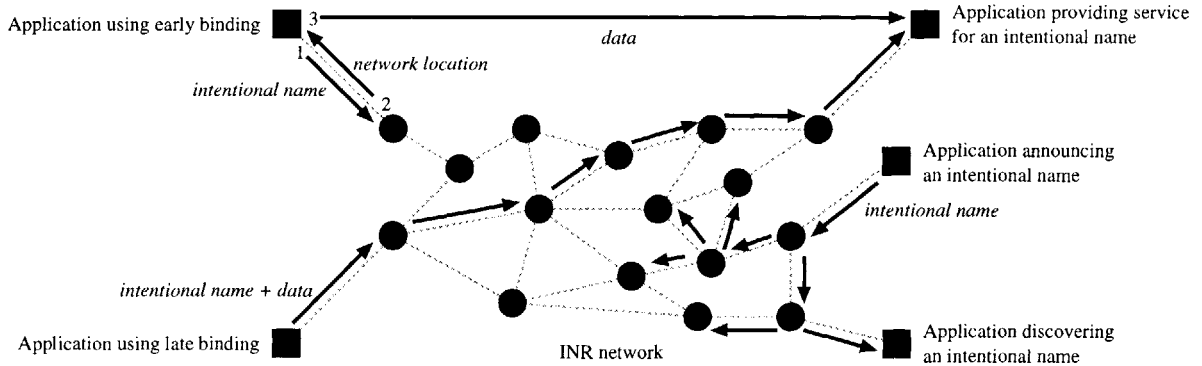 Application using early binding
3
data
Application providing service
for an intentional name
1
network location
intentional name
2
Application announcing
an intentional name
intentional name
intentional name + data
Application using late binding
INR network
Application discovering
an intentional name